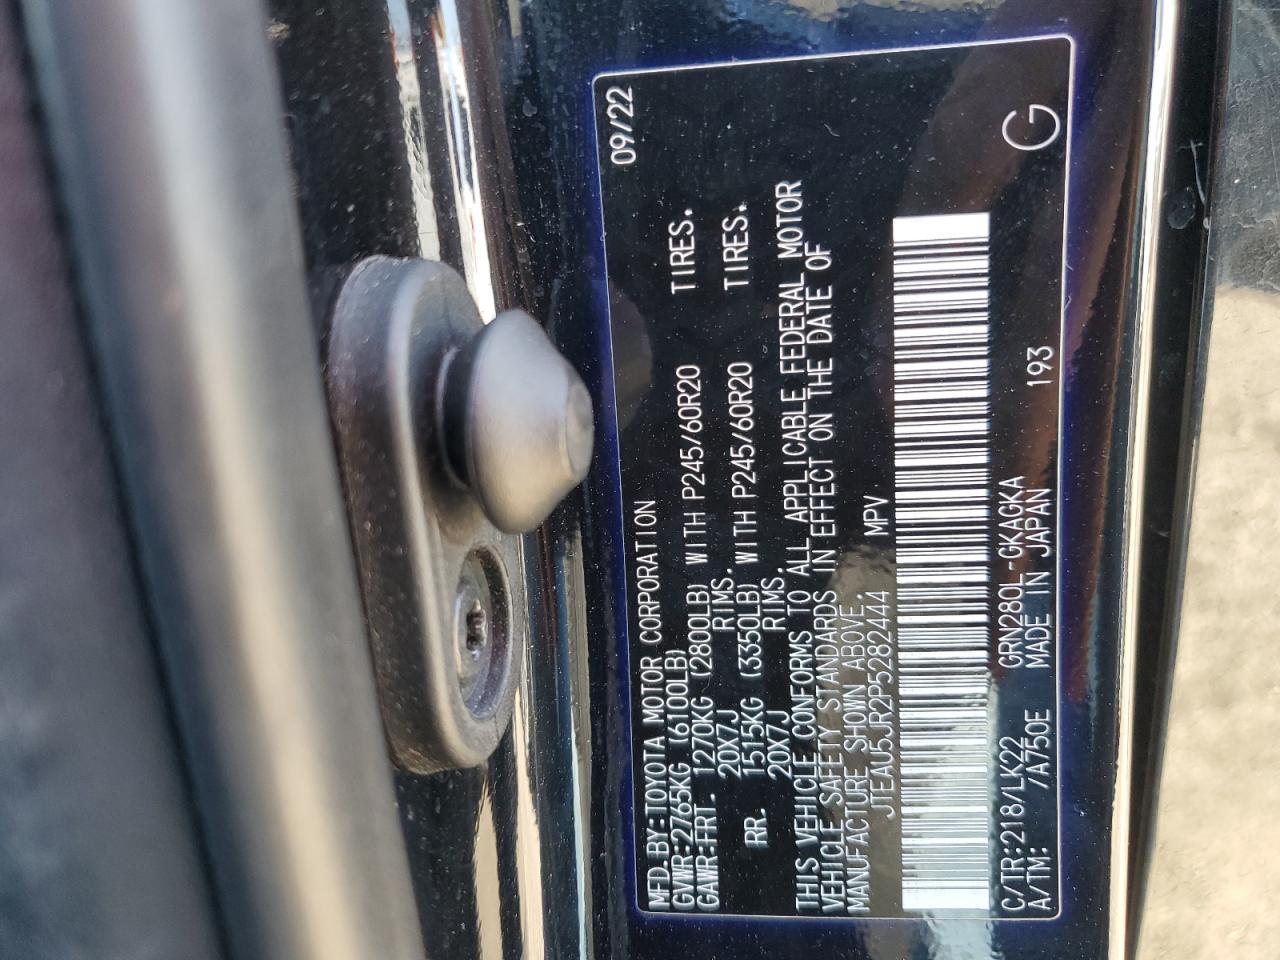 MFD.BY:TOYOTA MOTOR CORPORATION 09/22
GVWR:2765KG (6100LB)
GAWR:FRT. 1270KG (2800LB) WITH P245/60R20 TIRES.
20X7J RIMS.
RR. 1515KG (3350LB) WITH P245/60R20 TIRES.
20X7J RIMS.
THIS VEHICLE CONFORMS TO ALL APPLICABLE FEDERAL MOTOR
VEHICLE SAFETY STANDARDS IN EFFECT ON THE DATE OF
MANUFACTURE SHOWN ABOVE.
JTEAU5JR2P5282444 MPV
C/TR:218/LK22 GRN280L-GKAGKA 193
A/TM: /A750E MADE IN JAPAN G